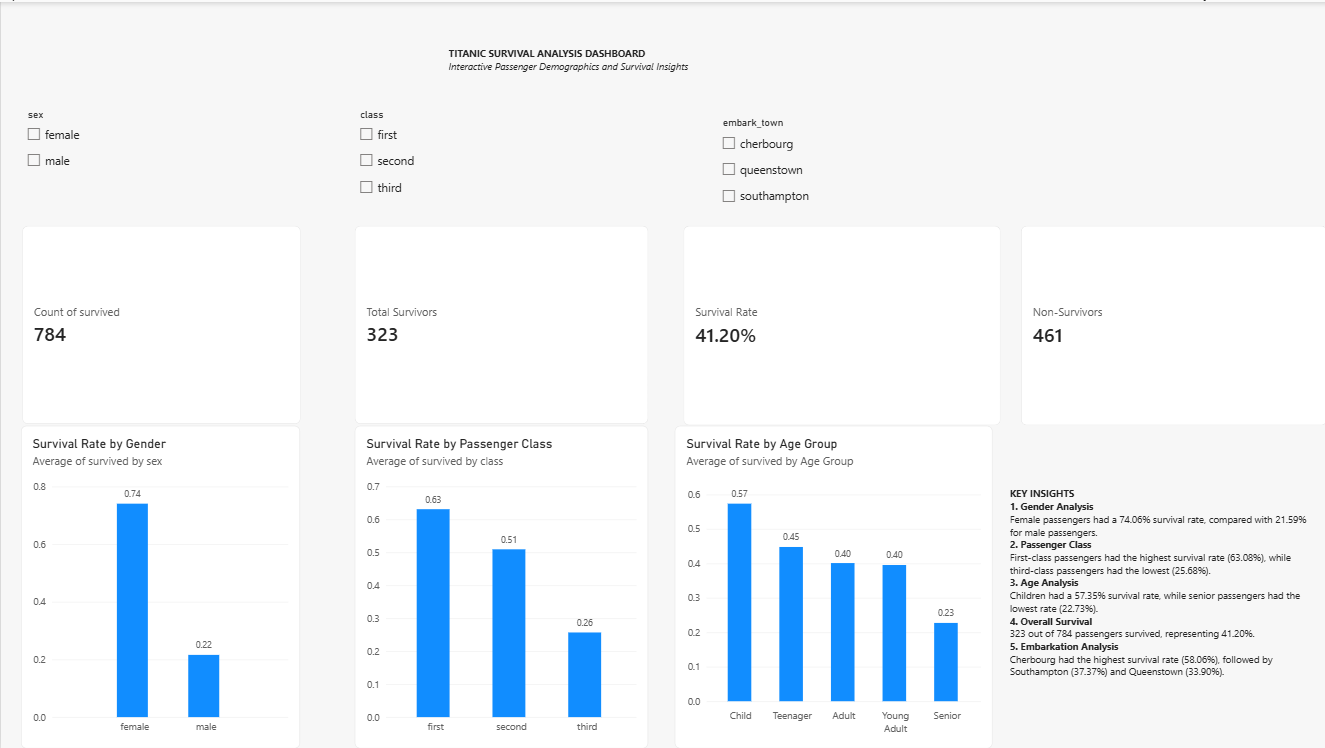 TITANIC SURVIVAL ANALYSIS DASHBOARD
Interactive Passenger Demographics and Survival Insights
sex
female
male
class
first
second
third
embark_town
cherbourg
queenstown
southampton
Count of survived
784
Total Survivors
323
Survival Rate
41.20%
Non-Survivors
461
Survival Rate by Gender
Average of survived by sex
0.8
0.6
0.4
0.2
0.0
0.74
0.22
female
male
Survival Rate by Passenger Class
Average of survived by class
0.7
0.6
0.5
0.4
0.3
0.2
0.1
0.0
0.63
0.51
0.26
first
second
third
Survival Rate by Age Group
Average of survived by Age Group
0.6
0.5
0.4
0.3
0.2
0.1
0.0
0.57
0.45
0.40
0.40
0.23
Child
Teenager
Adult
Young
Adult
Senior
KEY INSIGHTS
1. Gender Analysis
Female passengers had a 74.06% survival rate, compared with 21.59%
for male passengers.
2. Passenger Class
First-class passengers had the highest survival rate (63.08%), while
third-class passengers had the lowest (25.68%).
3. Age Analysis
Children had a 57.35% survival rate, while senior passengers had the
lowest rate (22.73%).
4. Overall Survival
323 out of 784 passengers survived, representing 41.20%.
5. Embarkation Analysis
Cherbourg had the highest survival rate (58.06%), followed by
Southampton (37.37%) and Queenstown (33.90%).